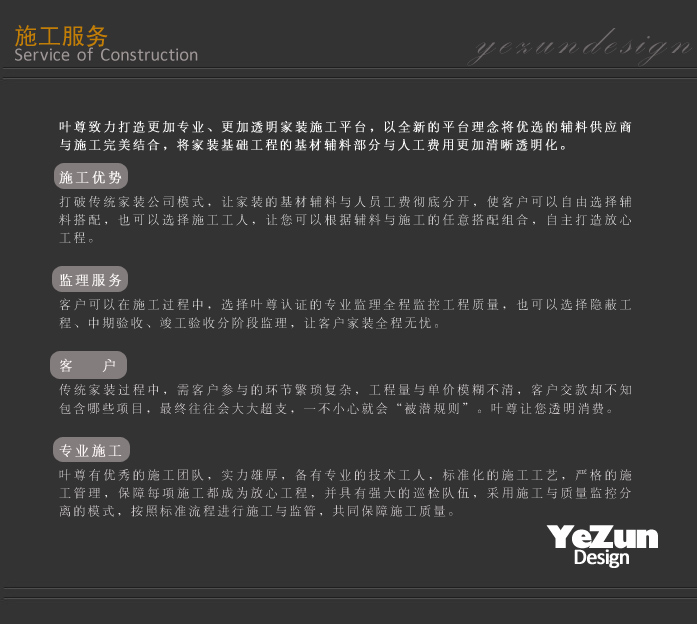 施工服务
Service of Construction
yezundesign
叶尊致力打造更加专业、更加透明家装施工平台，以全新的平台理念将优选的辅料供应商
与施工完美结合，将家装基础工程的基材辅料部分与人工费用更加清晰透明化。
施工优势
打破传统家装公司模式，让家装的基材辅料与人员工费彻底分开，使客户可以自由选择辅
料搭配，也可以选择施工工人，让您可以根据辅料与施工的任意搭配组合，自主打造放心
工程。
监理服务
客户可以在施工过程中，选择叶尊认证的专业监理全程监控工程质量，也可以选择隐蔽工
程、中期验收、竣工验收分阶段监理，让客户家装全程无忧。
客 户
传统家装过程中，需客户参与的环节繁琐复杂，工程量与单价模糊不清，客户交款却不知
包含哪些项目，最终往往会大大超支，一不小心就会“被潜规则”。叶尊让您透明消费。
专业施工
叶尊有优秀的施工团队，实力雄厚，备有专业的技术工人，标准化的施工工艺，严格的施
工管理，保障每项施工都成为放心工程，并具有强大的巡检队伍，采用施工与质量监控分
离的模式，按照标准流程进行施工与监管，共同保障施工质量。
YeZun
Design